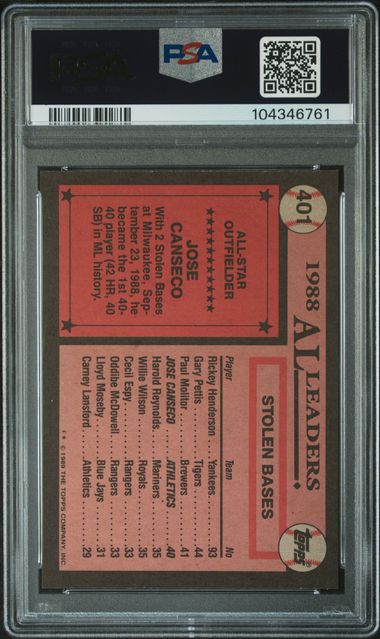 PSA
PSA
104346761
401
1988 AL LEADERS
Topps
ALL-STAR
OUTFIELDER
JOSE
CANSECO
With 2 Stolen Bases
at Milwaukee, Sep-
tember 23, 1988, he
became the 1st 40-
40 player (42 HR, 40
SB) in ML history.
STOLEN BASES
Player Team No
Rickey Henderson Yankees 93
Gary Pettis Tigers 44
Paul Molitor Brewers 41
JOSE CANSECO ATHLETICS 40
Harold Reynolds Mariners 35
Willie Wilson Royals 35
Cecil Espy Rangers 33
Oddibe McDowell Rangers 33
Lloyd Moseby Blue Jays 31
Carney Lansford Athletics 29
F* © 1989 THE TOPPS COMPANY, INC